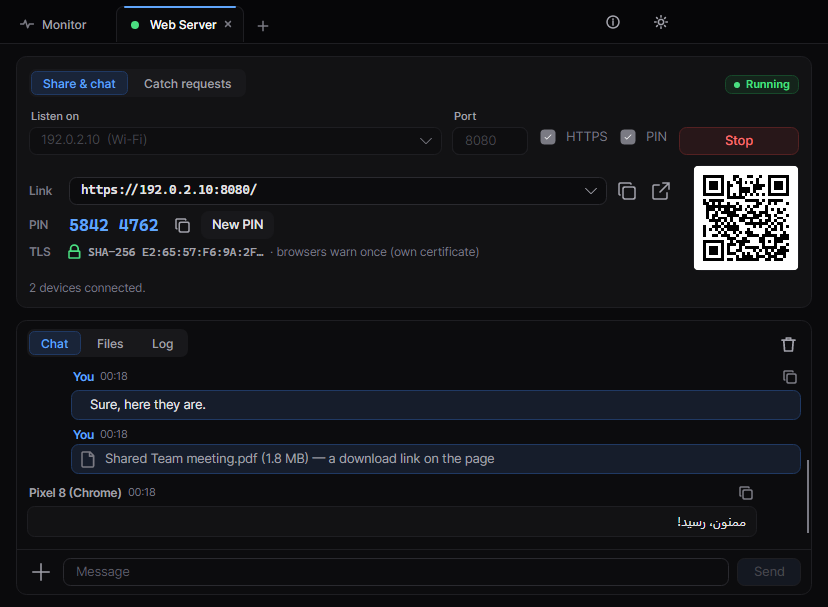 Monitor
Web Server
Share & chat
Catch requests
Running
Listen on
Port
192.0.2.10 (Wi-Fi)
8080
HTTPS
PIN
Stop
Link
https://192.0.2.10:8080/
PIN
5842 4762
New PIN
TLS
SHA-256 E2:65:57:F6:9A:2F… · browsers warn once (own certificate)
2 devices connected.
Chat
Files
Log
You 00:18
Sure, here they are.
You 00:18
Shared Team meeting.pdf (1.8 MB) — a download link on the page
Pixel 8 (Chrome) 00:18
ممنون، رسید!
Message
Send